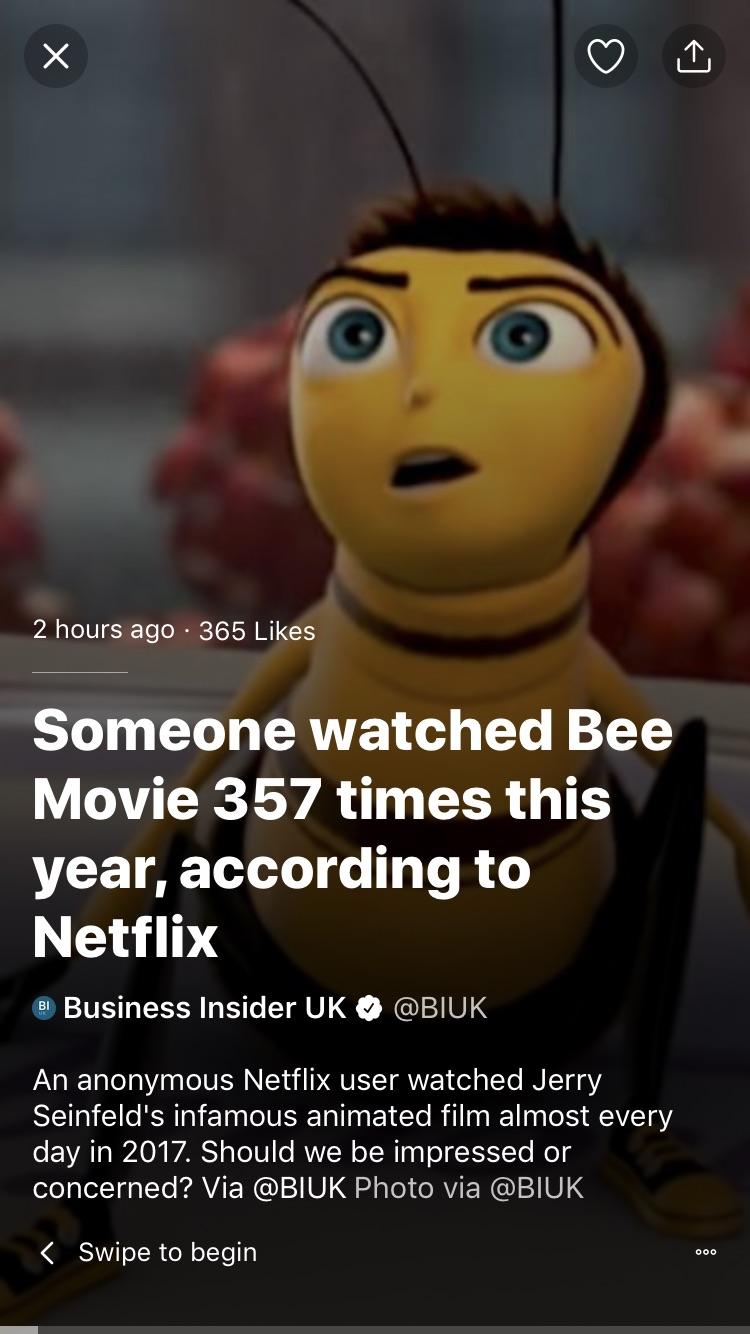 2 hours ago · 365 Likes
Someone watched Bee
Movie 357 times this
year, according to
Netflix
BI Business Insider UK @BIUK
An anonymous Netflix user watched Jerry
Seinfeld's infamous animated film almost every
day in 2017. Should we be impressed or
concerned? Via @BIUK Photo via @BIUK
Swipe to begin